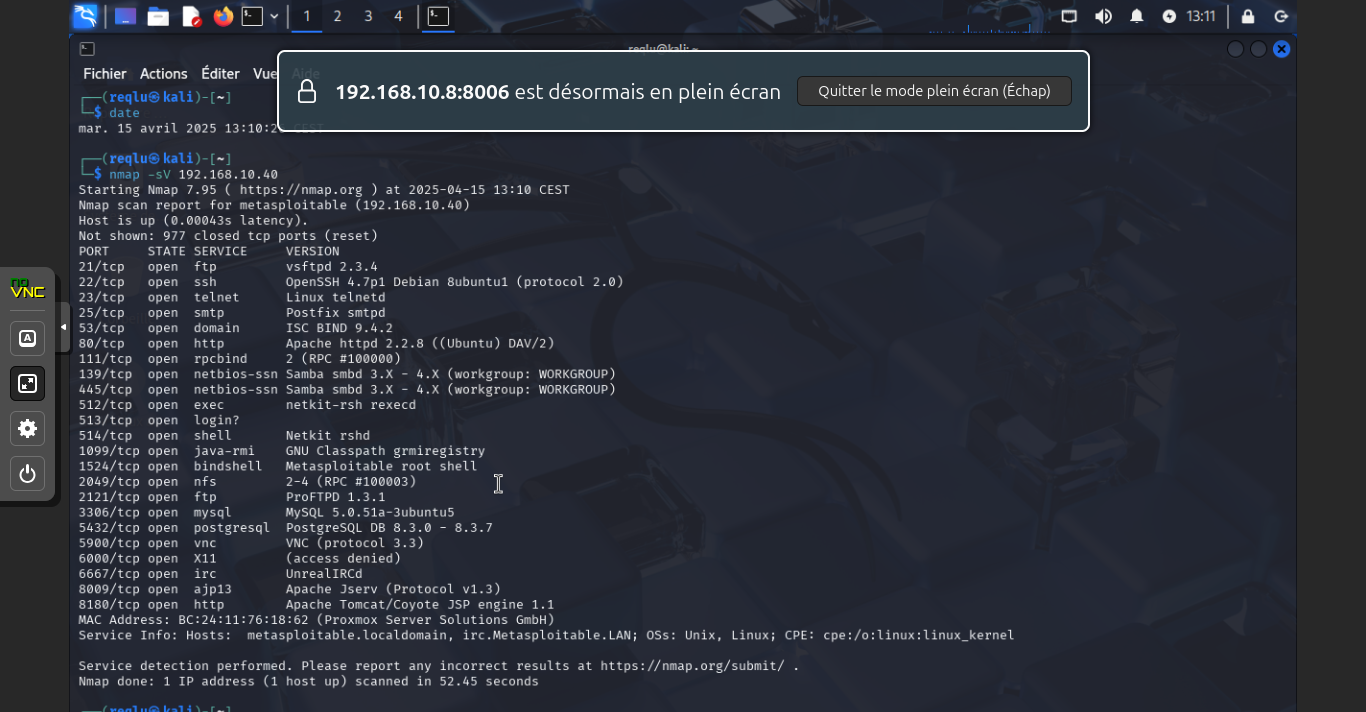 1 2 3 4 13:11
reqlu@kali: ~
Fichier Actions Éditer Vue Aide
192.168.10.8:8006 est désormais en plein écran Quitter le mode plein écran (Échap)
┌──(reqlu㉿kali)-[~]
└─$ date
mar. 15 avril 2025 13:10:2 CEST
┌──(reqlu㉿kali)-[~]
└─$ nmap -sV 192.168.10.40
Starting Nmap 7.95 ( https://nmap.org ) at 2025-04-15 13:10 CEST
Nmap scan report for metasploitable (192.168.10.40)
Host is up (0.00043s latency).
Not shown: 977 closed tcp ports (reset)
PORT STATE SERVICE VERSION
21/tcp open ftp vsftpd 2.3.4
22/tcp open ssh OpenSSH 4.7p1 Debian 8ubuntu1 (protocol 2.0)
23/tcp open telnet Linux telnetd
25/tcp open smtp Postfix smtpd
53/tcp open domain ISC BIND 9.4.2
80/tcp open http Apache httpd 2.2.8 ((Ubuntu) DAV/2)
111/tcp open rpcbind 2 (RPC #100000)
139/tcp open netbios-ssn Samba smbd 3.X - 4.X (workgroup: WORKGROUP)
445/tcp open netbios-ssn Samba smbd 3.X - 4.X (workgroup: WORKGROUP)
512/tcp open exec netkit-rsh rexecd
513/tcp open login?
514/tcp open shell Netkit rshd
1099/tcp open java-rmi GNU Classpath grmiregistry
1524/tcp open bindshell Metasploitable root shell
2049/tcp open nfs 2-4 (RPC #100003)
2121/tcp open ftp ProFTPD 1.3.1
3306/tcp open mysql MySQL 5.0.51a-3ubuntu5
5432/tcp open postgresql PostgreSQL DB 8.3.0 - 8.3.7
5900/tcp open vnc VNC (protocol 3.3)
6000/tcp open X11 (access denied)
6667/tcp open irc UnrealIRCd
8009/tcp open ajp13 Apache Jserv (Protocol v1.3)
8180/tcp open http Apache Tomcat/Coyote JSP engine 1.1
MAC Address: BC:24:11:76:18:62 (Proxmox Server Solutions GmbH)
Service Info: Hosts: metasploitable.localdomain, irc.Metasploitable.LAN; OSs: Unix, Linux; CPE: cpe:/o:linux:linux_kernel
Service detection performed. Please report any incorrect results at https://nmap.org/submit/ .
Nmap done: 1 IP address (1 host up) scanned in 52.45 seconds
┌──(reqlu㉿kali)-[~]
no
VNC
A